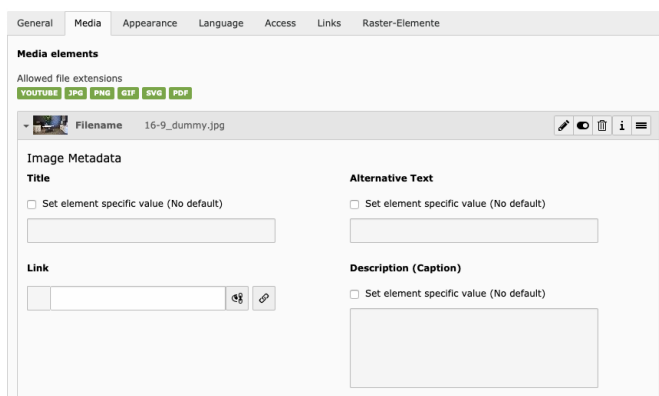 General Media Appearance Language Access Links Raster-Elemente
Media elements
Allowed file extensions
YOUTUBE JPG PNG GIF SVG PDF
Filename 16-9_dummy.jpg
Image Metadata
Title Alternative Text
Set element specific value (No default) Set element specific value (No default)
Link Description (Caption)
Set element specific value (No default)